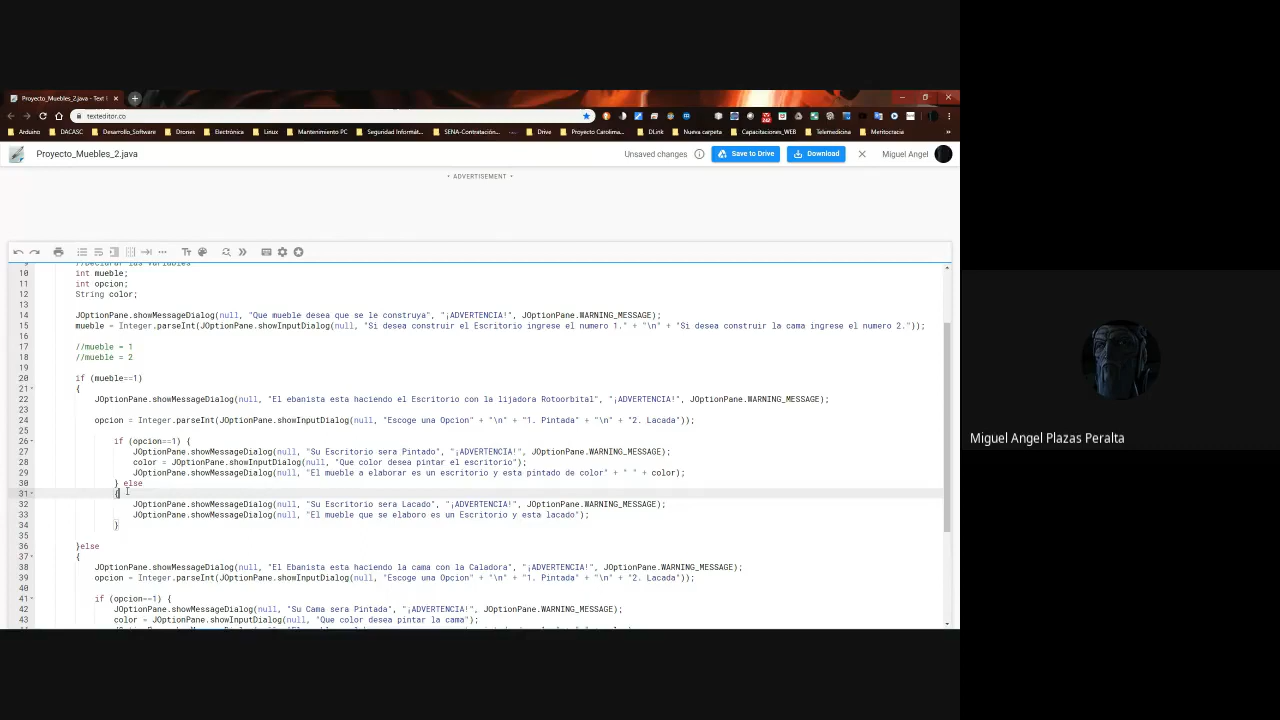 Proyecto_Muebles_2.java - Text
texteditor.co
Arduino DACASC Desarrollo_Software Drones Electrónica Linux Mantenimiento PC Seguridad Informát... SENA-Contratación... Drive Proyecto Carolima... DLink Nueva carpeta Capacitaciones_WEB Telemedicina Meritocracia
Proyecto_Muebles_2.java Unsaved changes Save to Drive Download Miguel Angel
• ADVERTISEMENT •
9 //Declarar las variables
10 int mueble;
11 int opcion;
12 String color;
13
14 JOptionPane.showMessageDialog(null, "Que mueble desea que se le construya", "¡ADVERTENCIA!", JOptionPane.WARNING_MESSAGE);
15 mueble = Integer.parseInt(JOptionPane.showInputDialog(null, "Si desea construir el Escritorio ingrese el numero 1." + "\n" + "Si desea construir la cama ingrese el numero 2."));
16
17 //mueble = 1
18 //mueble = 2
19
20 if (mueble==1)
21 {
22 JOptionPane.showMessageDialog(null, "El ebanista esta haciendo el Escritorio con la lijadora Rotoorbital", "¡ADVERTENCIA!", JOptionPane.WARNING_MESSAGE);
23
24 opcion = Integer.parseInt(JOptionPane.showInputDialog(null, "Escoge una Opcion" + "\n" + "1. Pintada" + "\n" + "2. Lacada"));
25
26 if (opcion==1) {
27 JOptionPane.showMessageDialog(null, "Su Escritorio sera Pintado", "¡ADVERTENCIA!", JOptionPane.WARNING_MESSAGE);
28 color = JOptionPane.showInputDialog(null, "Que color desea pintar el escritorio");
29 JOptionPane.showMessageDialog(null, "El mueble a elaborar es un escritorio y esta pintado de color" + " " + color);
30 } else
31 {
32 JOptionPane.showMessageDialog(null, "Su Escritorio sera Lacado", "¡ADVERTENCIA!", JOptionPane.WARNING_MESSAGE);
33 JOptionPane.showMessageDialog(null, "El mueble que se elaboro es un Escritorio y esta lacado");
34 }
35
36 }else
37 {
38 JOptionPane.showMessageDialog(null, "El Ebanista esta haciendo la cama con la Caladora", "¡ADVERTENCIA!", JOptionPane.WARNING_MESSAGE);
39 opcion = Integer.parseInt(JOptionPane.showInputDialog(null, "Escoge una Opcion" + "\n" + "1. Pintada" + "\n" + "2. Lacada"));
40
41 if (opcion==1) {
42 JOptionPane.showMessageDialog(null, "Su Cama sera Pintada", "¡ADVERTENCIA!", JOptionPane.WARNING_MESSAGE);
43 color = JOptionPane.showInputDialog(null, "Que color desea pintar la cama");
Miguel Angel Plazas Peralta